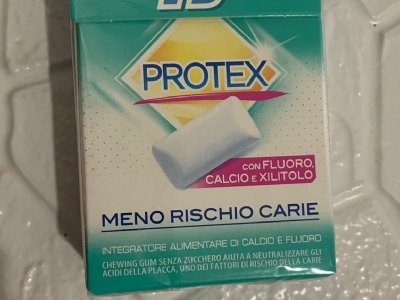 PROTEX
CON FLUORO,
CALCIO E XILITOLO
MENO RISCHIO CARIE
INTEGRATORE ALIMENTARE DI CALCIO E FLUORO
CHEWING GUM SENZA ZUCCHERO AIUTA A NEUTRALIZZARE GLI
ACIDI DELLA PLACCA, UNO DEI FATTORI DI RISCHIO DELLA CARIE